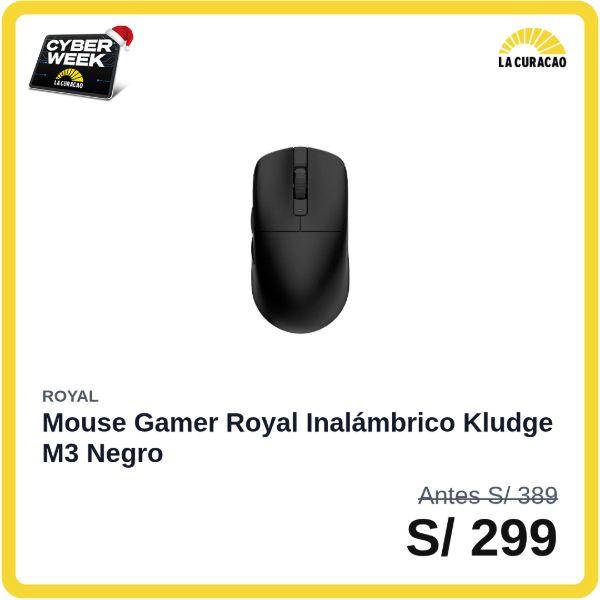 CYBER
WEEK
LA CURACAO
LA CURACAO
ROYAL
Mouse Gamer Royal Inalámbrico Kludge
M3 Negro
Antes S/ 389
S/ 299